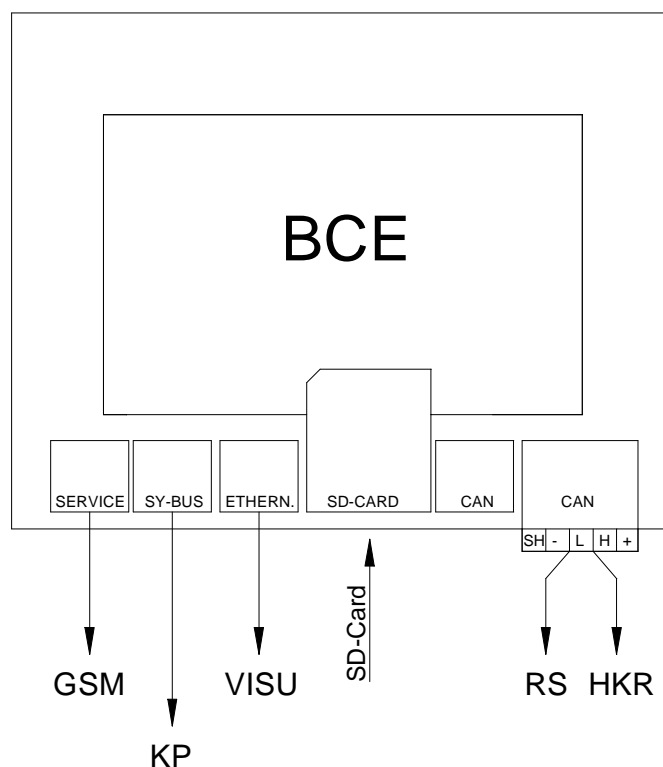 BCE
SERVICE SY-BUS ETHERN. SD-CARD CAN CAN
SH - L H +
SD-Card
GSM VISU RS HKR
KP